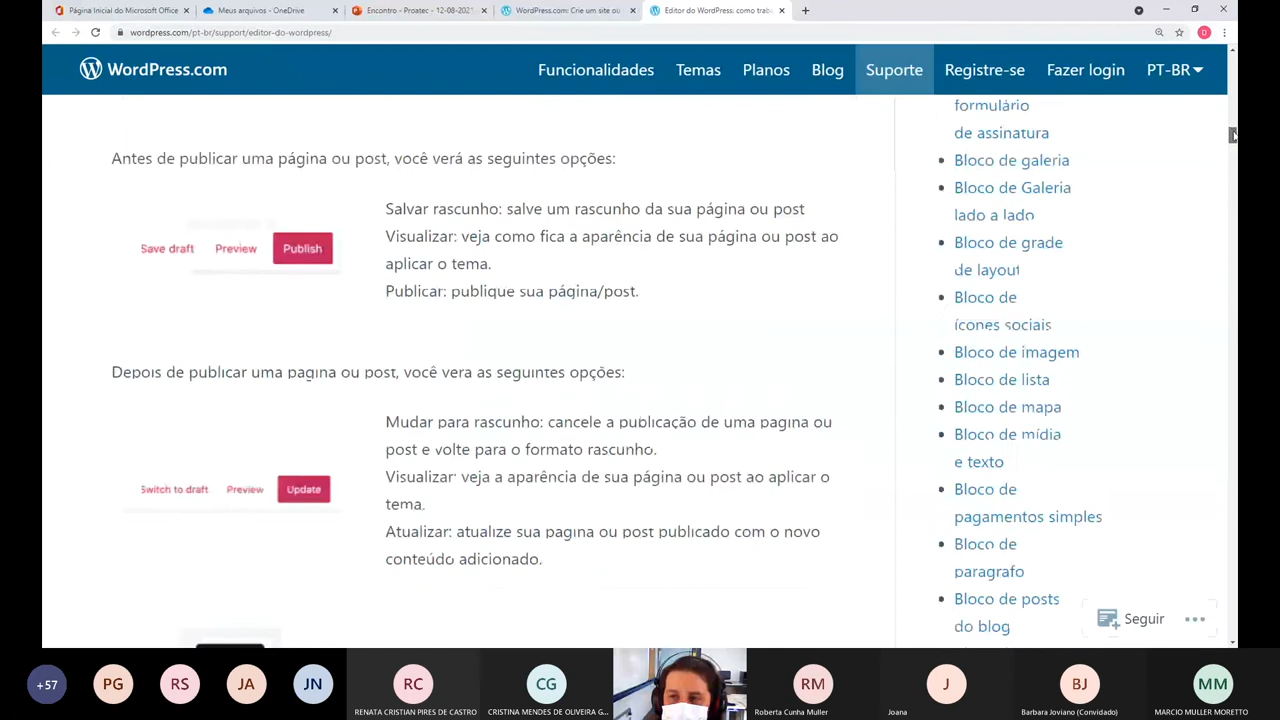 Página Inicial do Microsoft Office
Meus arquivos - OneDrive
Encontro - Proatec - 12-08-2021
WordPress.com: Crie um site ou
Editor do WordPress: como trab
wordpress.com/pt-br/support/editor-do-wordpress/
D
WordPress.com
Funcionalidades
Temas
Planos
Blog
Suporte
Registre-se
Fazer login
PT-BR
Antes de publicar uma página ou post, você verá as seguintes opções:
Save draft
Preview
Publish
Salvar rascunho: salve um rascunho da sua página ou post
Visualizar: veja como fica a aparência de sua página ou post ao
aplicar o tema.
Publicar: publique sua página/post.
Depois de publicar uma pagina ou post, você vera as seguintes opções:
Switch to draft
Preview
Update
Mudar para rascunho: cancele a publicação de uma pagina ou
post e volte para o formato rascunho.
Visualizar: veja a aparência de sua página ou post ao aplicar o
tema.
Atualizar: atualize sua pagina ou post publicado com o novo
conteúdo adicionado.
formulário
de assinatura
Bloco de galeria
Bloco de Galeria
lado a lado
Bloco de grade
de layout
Bloco de
ícones sociais
Bloco de imagem
Bloco de lista
Bloco de mapa
Bloco de mídia
e texto
Bloco de
pagamentos simples
Bloco de
paragrafo
Bloco de posts
do blog
Seguir
+57
PG
RS
JA
JN
RC
RENATA CRISTIAN PIRES DE CASTRO
CG
CRISTINA MENDES DE OLIVEIRA G...
RM
Roberta Cunha Muller
J
Joana
BJ
Barbara Joviano (Convidado)
MM
MARCIO MULLER MORETTO